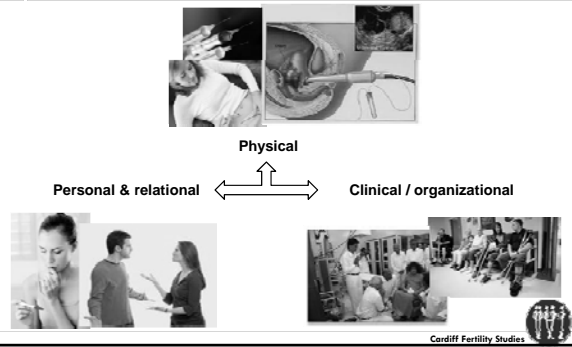 Physical
Personal & relational
Clinical / organizational
Cardiff Fertility Studies